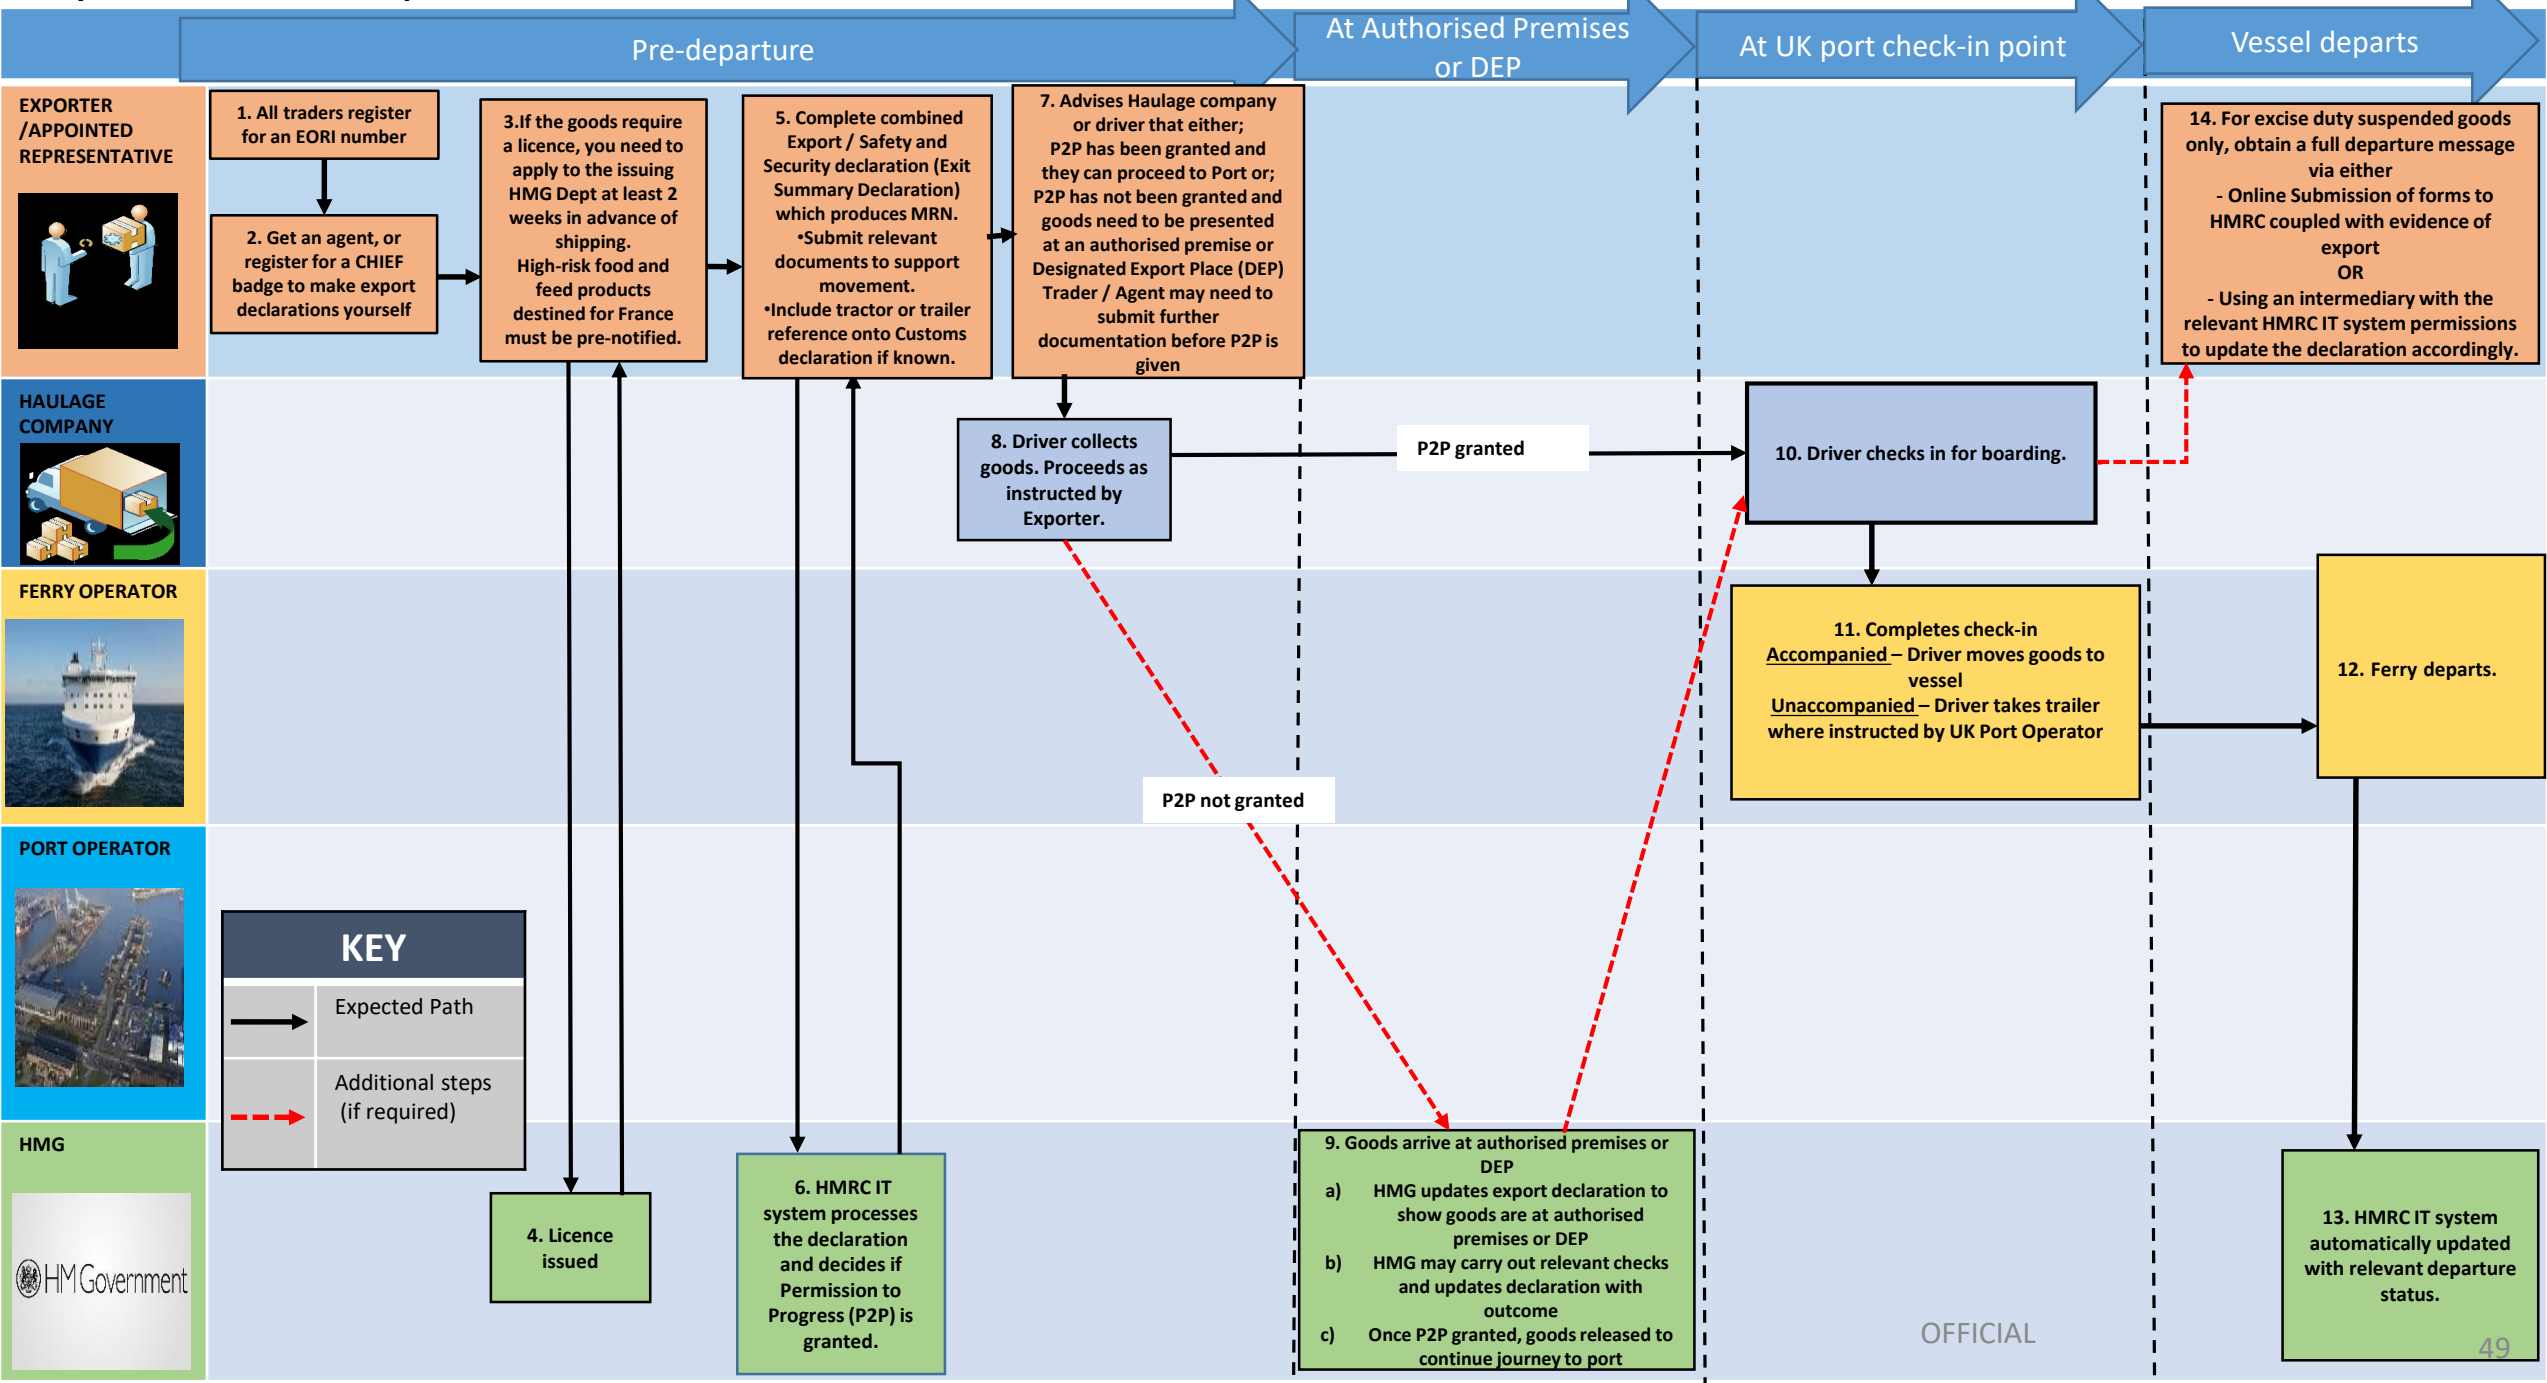 Pre-departure
At Authorised Premises
or DEP
At UK port check-in point
Vessel departs
EXPORTER
/APPOINTED
REPRESENTATIVE
1. All traders register
for an EORI number
2. Get an agent, or
register for a CHIEF
badge to make export
declarations yourself
3.If the goods require
a licence, you need to
apply to the issuing
HMG Dept at least 2
weeks in advance of
shipping.
High-risk food and
feed products
destined for France
must be pre-notified.
5. Complete combined
Export / Safety and
Security declaration (Exit
Summary Declaration)
which produces MRN.
•Submit relevant
documents to support
movement.
•Include tractor or trailer
reference onto Customs
declaration if known.
7. Advises Haulage company
or driver that either;
P2P has been granted and
they can proceed to Port or;
P2P has not been granted and
goods need to be presented
at an authorised premise or
Designated Export Place (DEP)
Trader / Agent may need to
submit further
documentation before P2P is
given
14. For excise duty suspended goods
only, obtain a full departure message
via either
- Online Submission of forms to
HMRC coupled with evidence of
export
OR
- Using an intermediary with the
relevant HMRC IT system permissions
to update the declaration accordingly.
HAULAGE
COMPANY
8. Driver collects
goods. Proceeds as
instructed by
Exporter.
P2P granted
10. Driver checks in for boarding.
FERRY OPERATOR
11. Completes check-in
Accompanied – Driver moves goods to
vessel
Unaccompanied – Driver takes trailer
where instructed by UK Port Operator
12. Ferry departs.
P2P not granted
PORT OPERATOR
KEY
Expected Path
Additional steps
(if required)
HMG
HM Government
4. Licence
issued
6. HMRC IT
system processes
the declaration
and decides if
Permission to
Progress (P2P) is
granted.
9. Goods arrive at authorised premises or
DEP
a) HMG updates export declaration to
show goods are at authorised
premises or DEP
b) HMG may carry out relevant checks
and updates declaration with
outcome
c) Once P2P granted, goods released to
continue journey to port
13. HMRC IT system
automatically updated
with relevant departure
status.
OFFICIAL
49